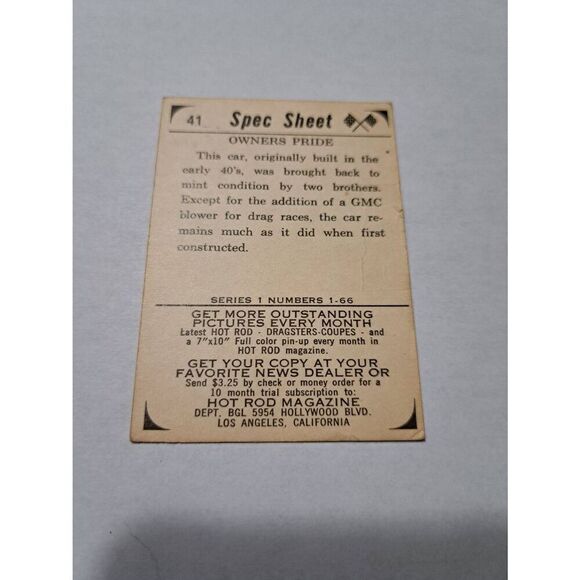 41 Spec Sheet
OWNERS PRIDE
This car, originally built in the
early 40's, was brought back to
mint condition by two brothers.
Except for the addition of a GMC
blower for drag races, the car re-
mains much as it did when first
constructed.
SERIES 1 NUMBERS 1-66
GET MORE OUTSTANDING
PICTURES EVERY MONTH
Latest HOT ROD - DRAGSTERS-COUPES - and
a 7"x10" Full color pin-up every month in
HOT ROD magazine.
GET YOUR COPY AT YOUR
FAVORITE NEWS DEALER OR
Send $3.25 by check or money order for a
10 month trial subscription to:
HOT ROD MAGAZINE
DEPT. BGL 5954 HOLLYWOOD BLVD.
LOS ANGELES, CALIFORNIA